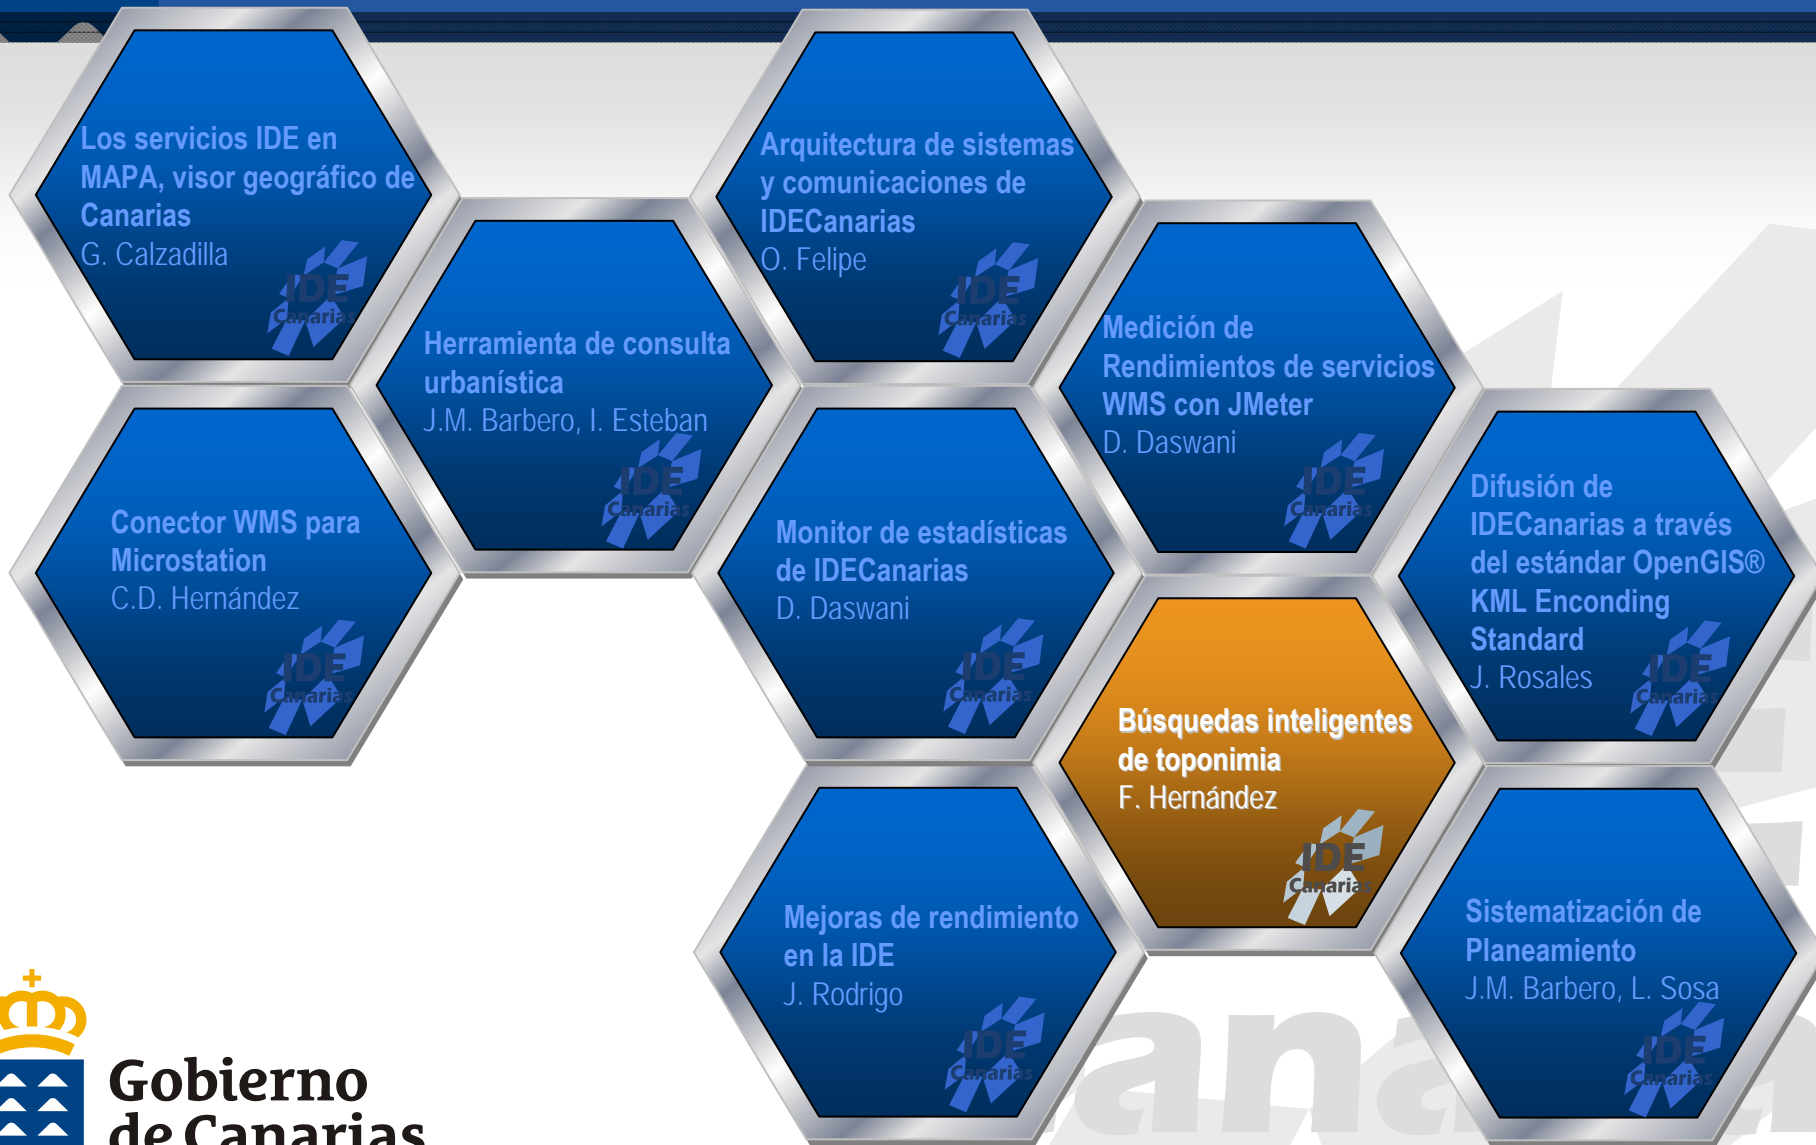 Los servicios IDE en
MAPA, visor geográfico de
Canarias
G. Calzadilla
IDE
Canarias
Arquitectura de sistemas
y comunicaciones de
IDECanarias
O. Felipe
IDE
Canarias
Herramienta de consulta
urbanística
J.M. Barbero, I. Esteban
IDE
Canarias
Medición de
Rendimientos de servicios
WMS con JMeter
D. Daswani
IDE
Canarias
Conector WMS para
Microstation
C.D. Hernández
IDE
Canarias
Monitor de estadísticas
de IDECanarias
D. Daswani
IDE
Canarias
Difusión de
IDECanarias a través
del estándar OpenGIS®
KML Enconding
Standard
J. Rosales
IDE
Canarias
Búsquedas inteligentes
de toponimia
F. Hernández
IDE
Canarias
Mejoras de rendimiento
en la IDE
J. Rodrigo
IDE
Canarias
Sistematización de
Planeamiento
J.M. Barbero, L. Sosa
IDE
Canarias
Gobierno
de Canarias